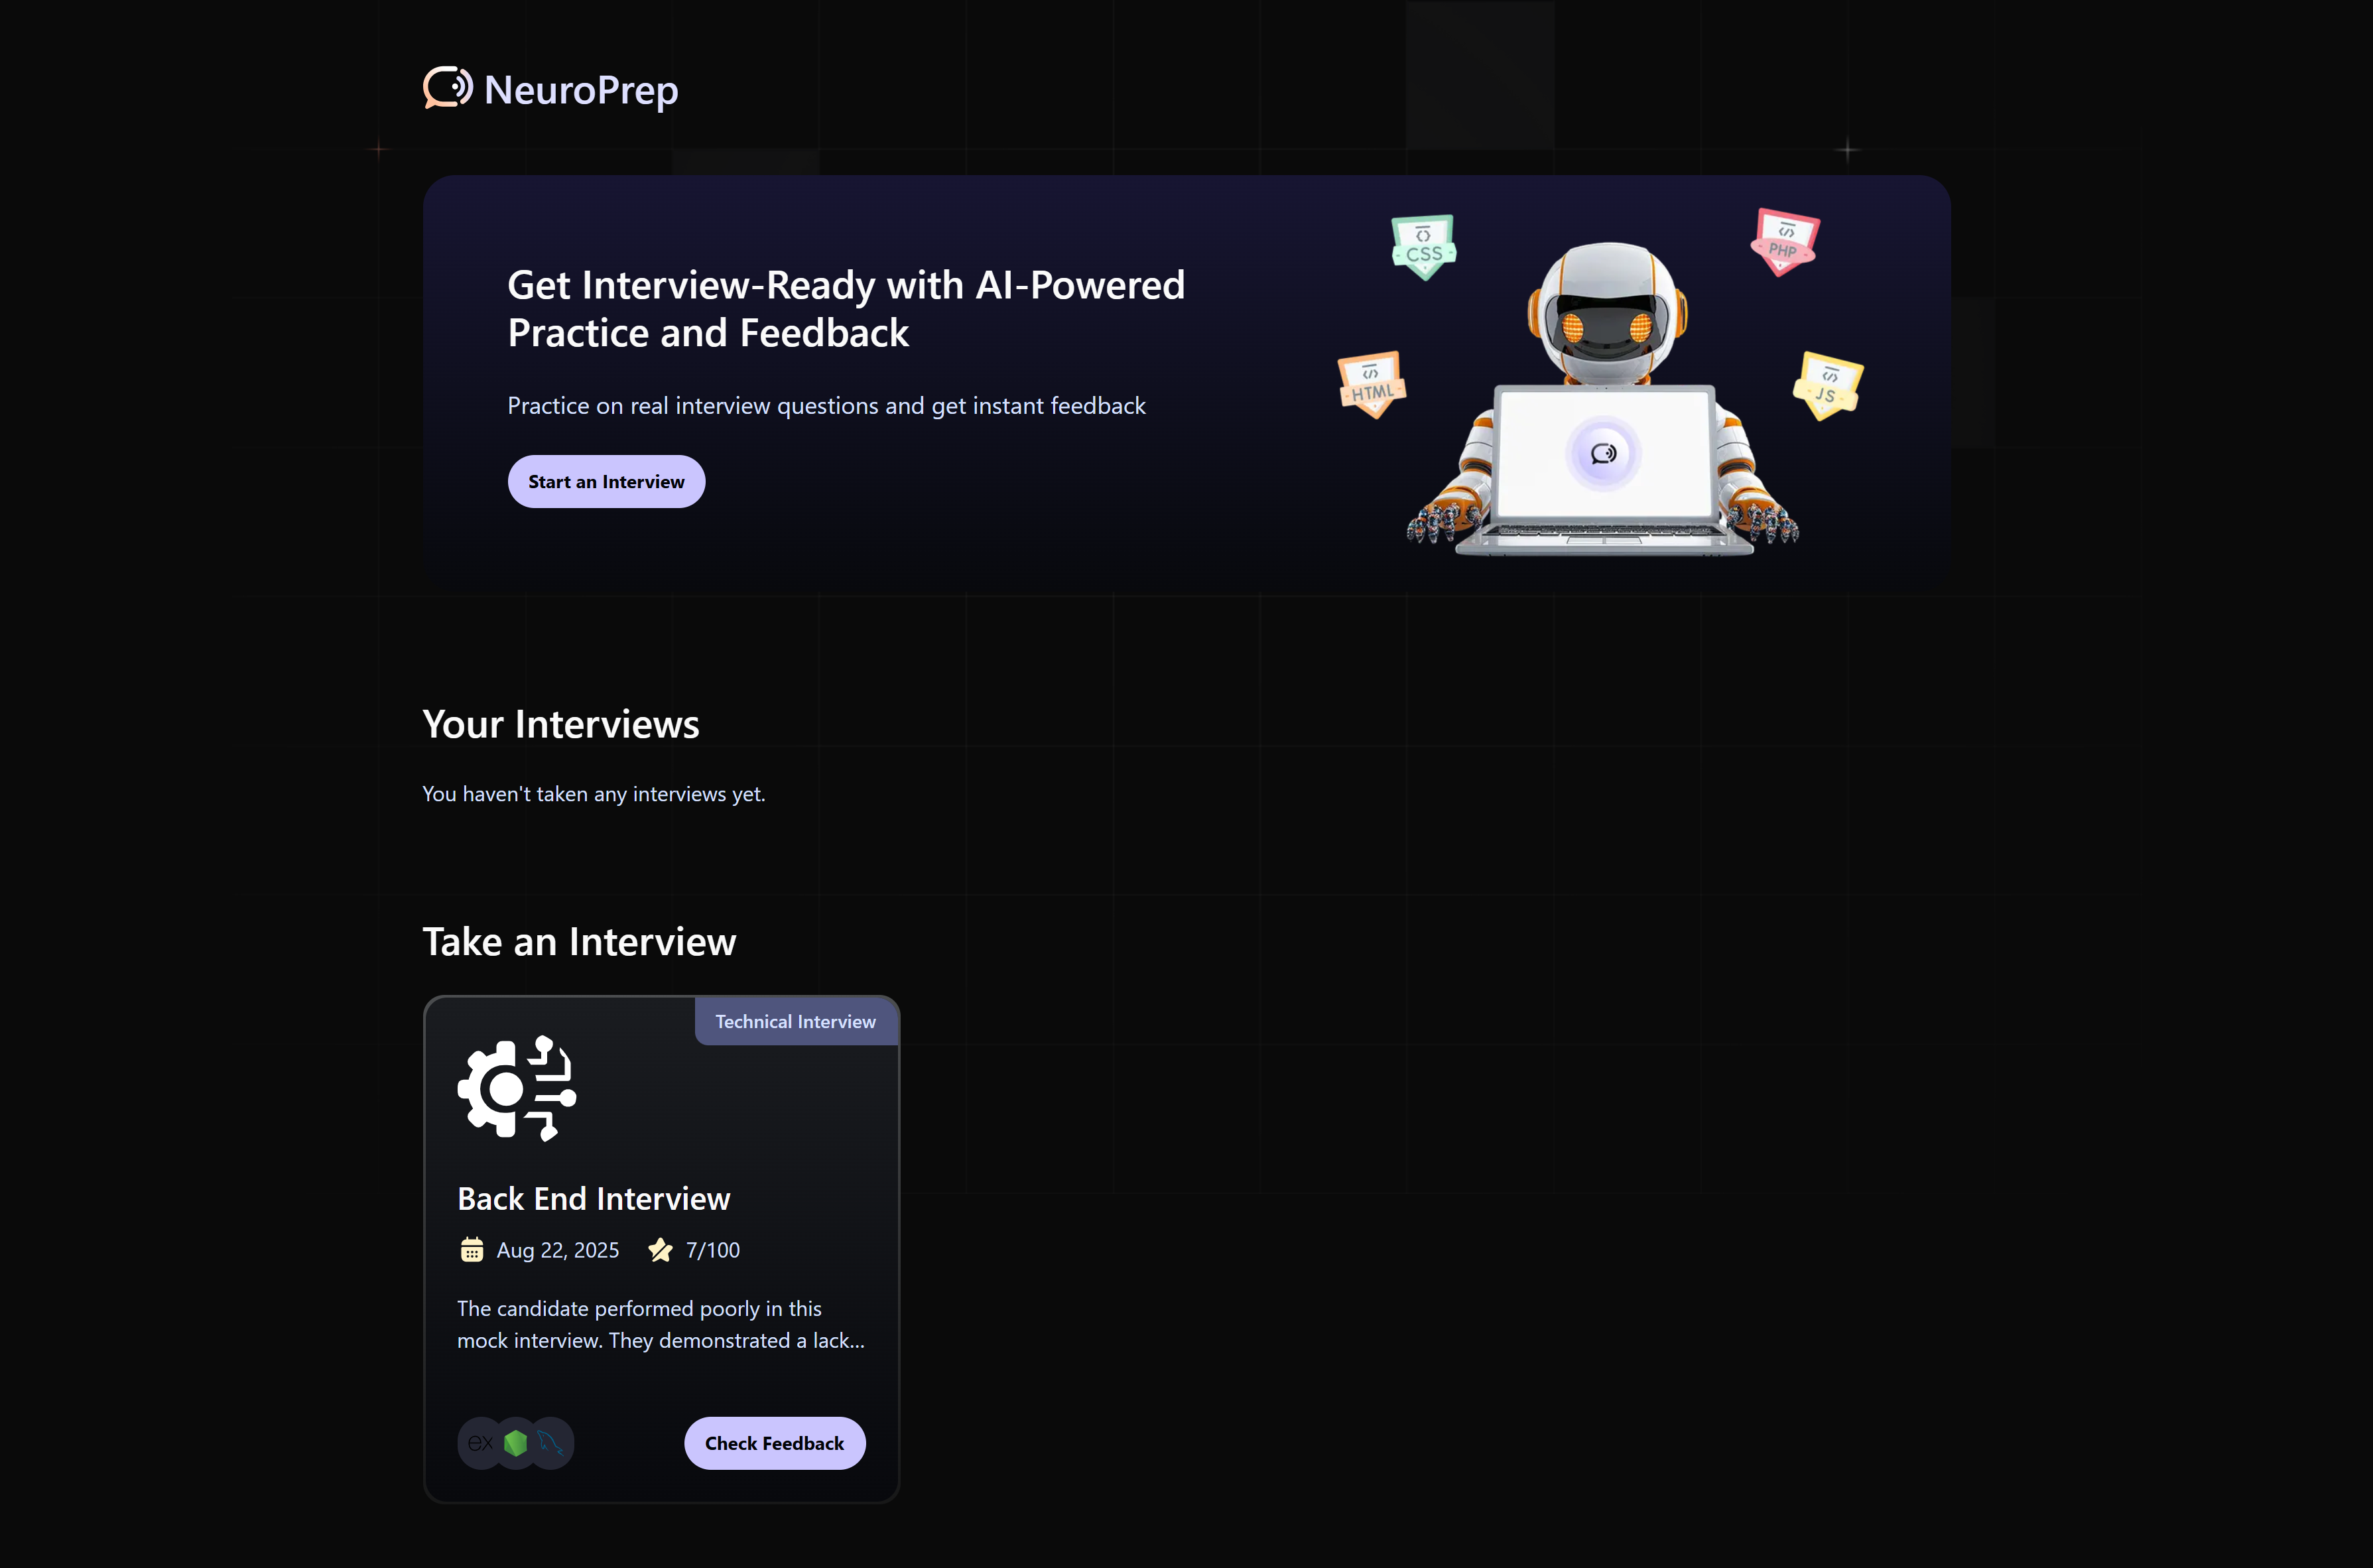 NeuroPrep
Get Interview-Ready with AI-Powered
Practice and Feedback
Practice on real interview questions and get instant feedback
Start an Interview
CSS
PHP
HTML
JS
Your Interviews
You haven't taken any interviews yet.
Take an Interview
Technical Interview
Back End Interview
Aug 22, 2025 7/100
The candidate performed poorly in this
mock interview. They demonstrated a lack...
ex
Check Feedback